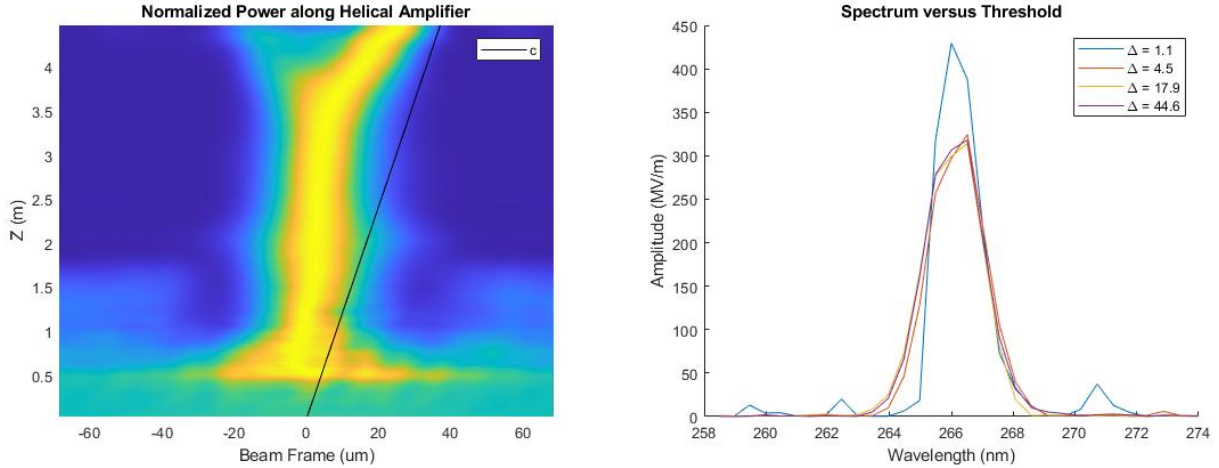 Normalized Power along Helical Amplifier
c
4
3.5
3
2.5
2
1.5
1
0.5
Z (m)
-60 -40 -20 0 20 40 60
Beam Frame (um)
Spectrum versus Threshold
Δ = 1.1
Δ = 4.5
Δ = 17.9
Δ = 44.6
450
400
350
300
250
200
150
100
50
0
Amplitude (MV/m)
258 260 262 264 266 268 270 272 274
Wavelength (nm)